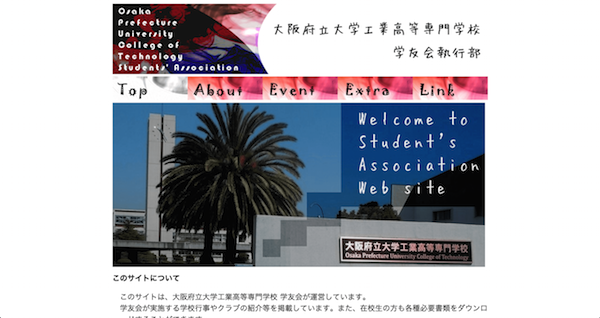 Osaka
Prefecture
University
College of
Technology
Students' Association
大阪府立大学工業高等専門学校
学友会執行部
Top
About
Event
Extra
Link
Welcome to
Student's
Association
Web site
大阪府立大学工業高等専門学校
Osaka Prefecture University College of Technology
このサイトについて
このサイトは、大阪府立大学工業高等専門学校 学友会が運営しています。
学友会が実施する学校行事やクラブの紹介等を掲載しています。また、在校生の方も各種必要書類をダウンロ